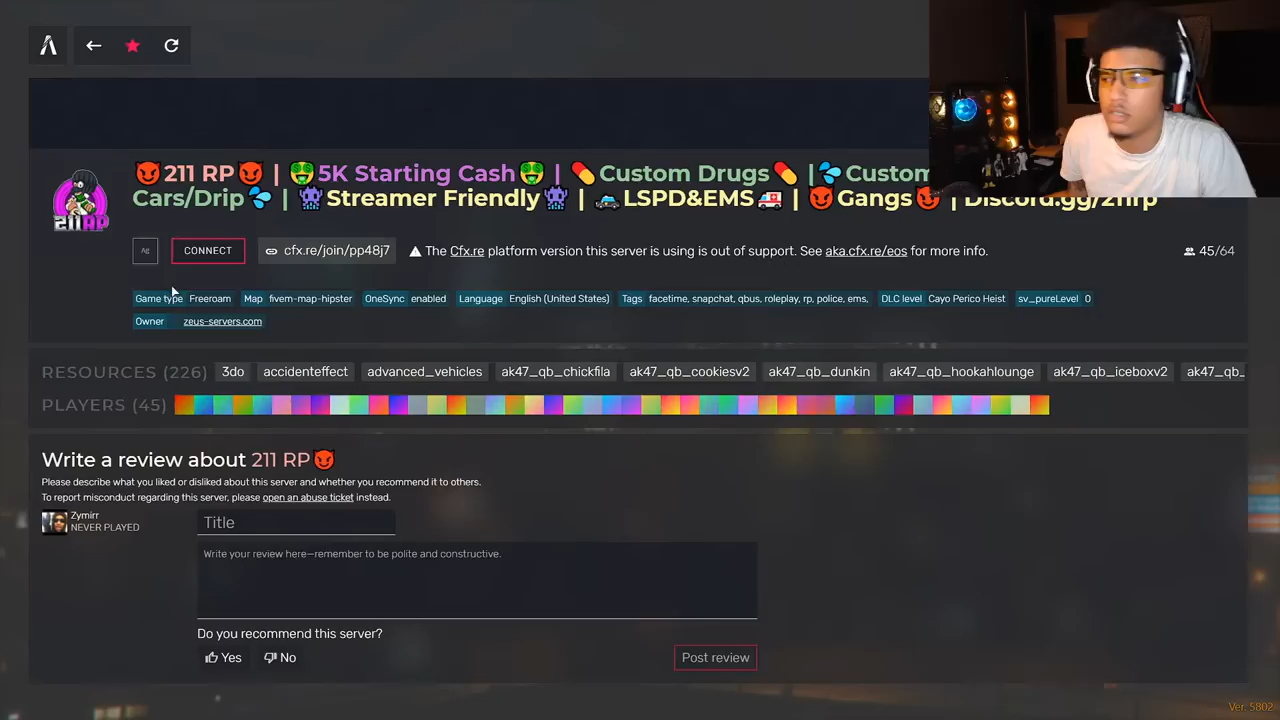 😈211 RP😈 | 🤑5K Starting Cash🤑 | 💊Custom Drugs💊 |💦Custom
Cars/Drip💦 | 👾Streamer Friendly👾 | 🚓LSPD&EMS🚑 | 😈Gangs😈 | Discord.gg/211rp
211RP
CONNECT
cfx.re/join/pp48j7
The Cfx.re platform version this server is using is out of support. See aka.cfx.re/eos for more info.
45/64
Game type Freeroam Map fivem-map-hipster OneSync enabled Language English (United States) Tags facetime, snapchat, qbus, roleplay, rp, police, ems, DLC level Cayo Perico Heist sv_pureLevel 0
Owner zeus-servers.com
RESOURCES (226) 3do accidenteffect advanced_vehicles ak47_qb_chickfila ak47_qb_cookiesv2 ak47_qb_dunkin ak47_qb_hookahlounge ak47_qb_iceboxv2 ak47_qb_
PLAYERS (45)
Write a review about 211 RP😈
Please describe what you liked or disliked about this server and whether you recommend it to others.
To report misconduct regarding this server, please open an abuse ticket instead.
Zymirr
NEVER PLAYED
Title
Write your review here—remember to be polite and constructive.
Do you recommend this server?
Yes
No
Post review
Ver. 5802